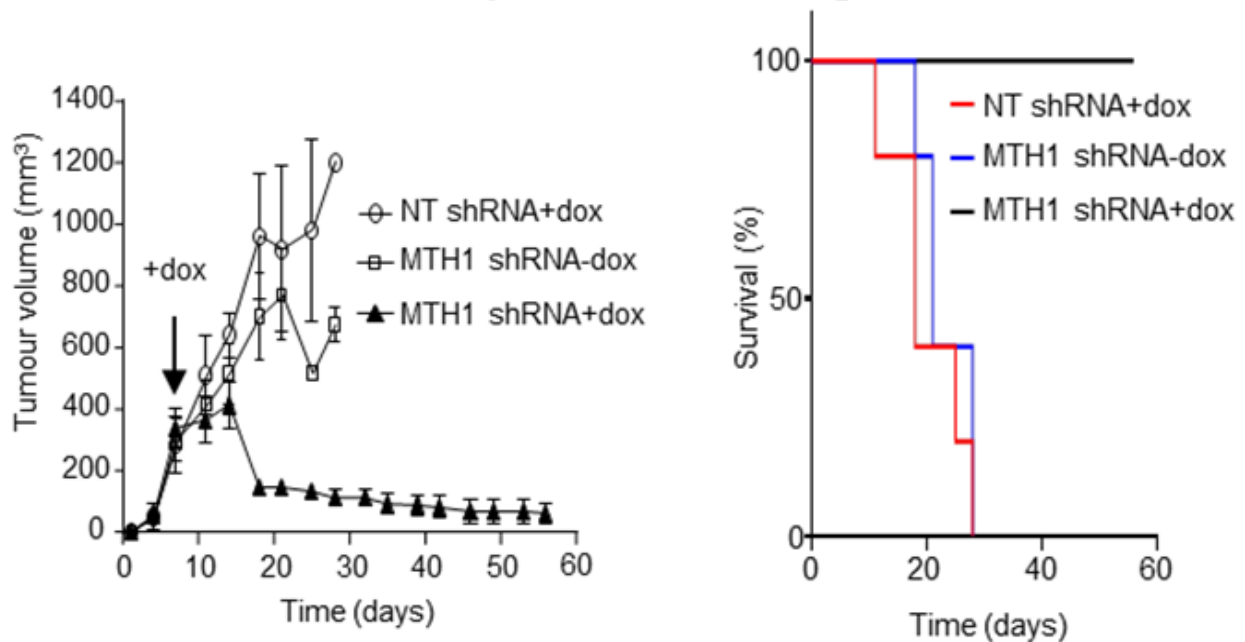 1400
1200
1000
800
600
400
200
0
Tumour volume (mm³)
+dox
NT shRNA+dox
MTH1 shRNA-dox
MTH1 shRNA+dox
0 10 20 30 40 50 60
Time (days)
100
50
0
Survival (%)
NT shRNA+dox
MTH1 shRNA-dox
MTH1 shRNA+dox
0 20 40 60
Time (days)